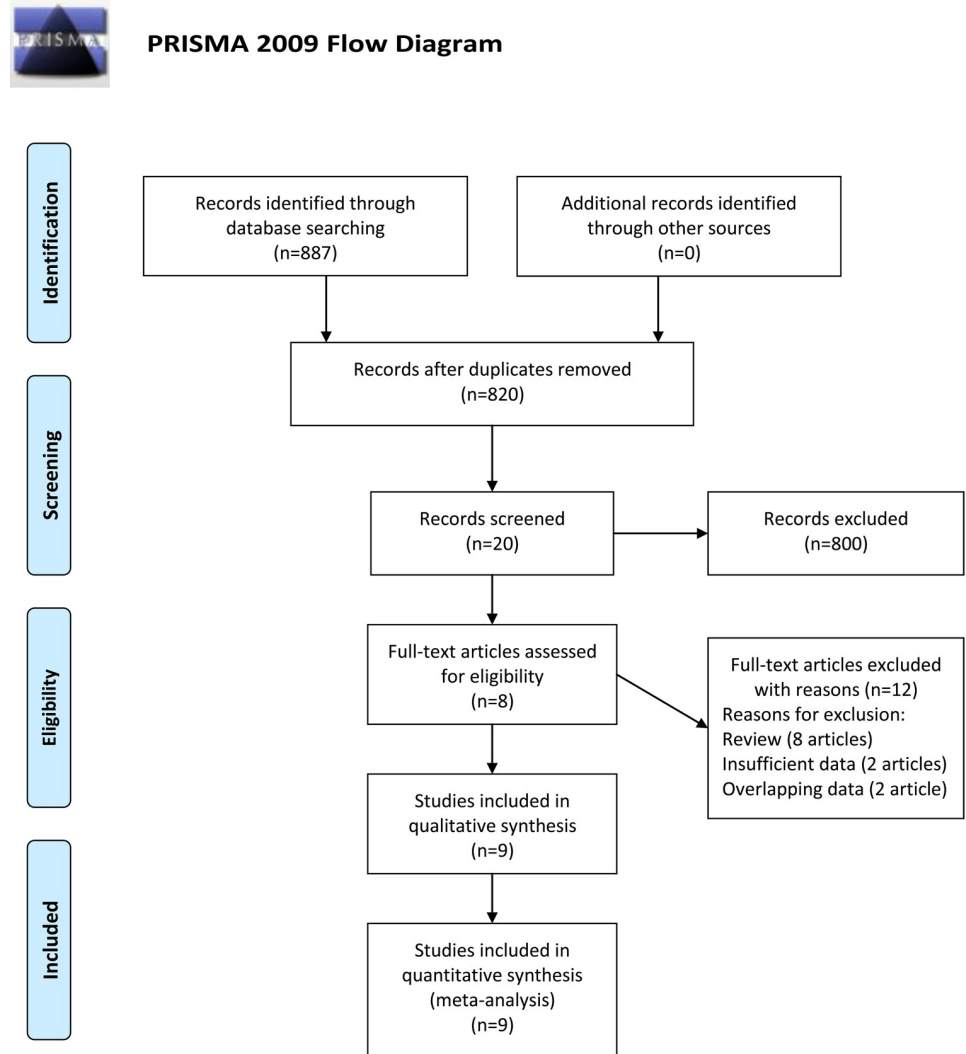 PRISMA
PRISMA 2009 Flow Diagram
Identification
Records identified through
database searching
(n=887)
Additional records identified
through other sources
(n=0)
Records after duplicates removed
(n=820)
Screening
Records screened
(n=20)
Records excluded
(n=800)
Eligibility
Full-text articles assessed
for eligibility
(n=8)
Full-text articles excluded
with reasons (n=12)
Reasons for exclusion:
Review (8 articles)
Insufficient data (2 articles)
Overlapping data (2 article)
Studies included in
qualitative synthesis
(n=9)
Included
Studies included in
quantitative synthesis
(meta-analysis)
(n=9)